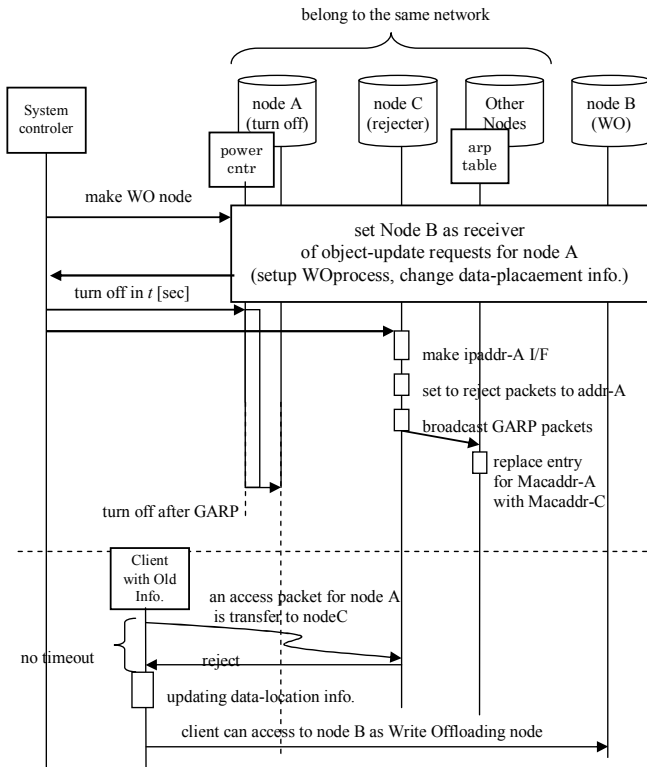 belong to the same network
System
controler
node A
(turn off)
node C
(rejecter)
Other
Nodes
node B
(WO)
power
cntr
arp
table
make WO node
set Node B as receiver
of object-update requests for node A
(setup WOprocess, change data-placaement info.)
turn off in t [sec]
make ipaddr-A I/F
set to reject packets to addr-A
broadcast GARP packets
replace entry
for Macaddr-A
with Macaddr-C
turn off after GARP
Client
with Old
Info.
an access packet for node A
is transfer to nodeC
no timeout
reject
updating data-location info.
client can access to node B as Write Offloading node